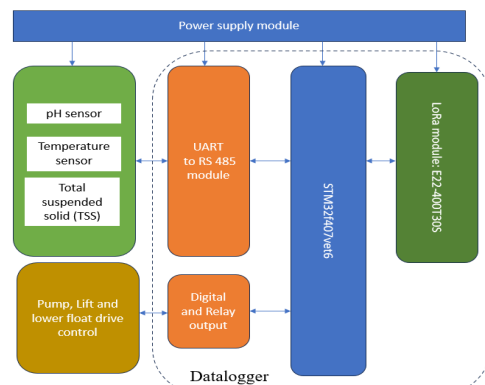 Power supply module
pH sensor
Temperature
sensor
Total
suspended
solid (TSS)
UART
to RS 485
module
STM32f407vet6
LoRa module: E22-400T30S
Pump, Lift and
lower float drive
control
Digital
and Relay
output
Datalogger